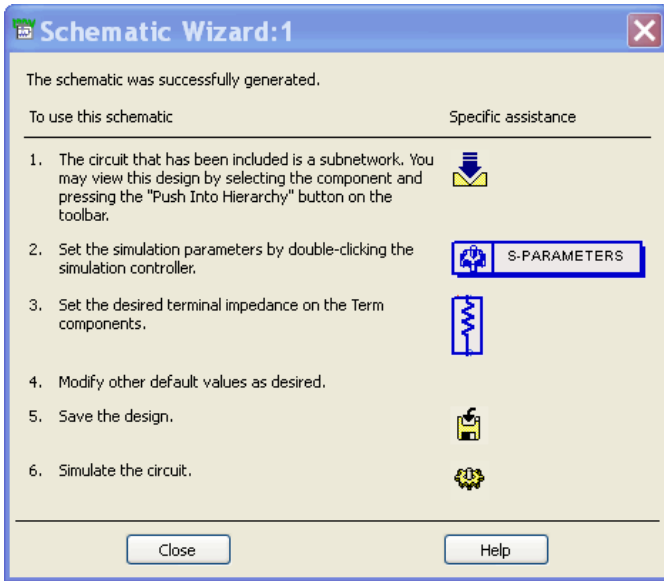 Schematic Wizard:1
The schematic was successfully generated.
To use this schematic
Specific assistance
1. The circuit that has been included is a subnetwork. You
may view this design by selecting the component and
pressing the "Push Into Hierarchy" button on the
toolbar.
2. Set the simulation parameters by double-clicking the
simulation controller.
S-PARAMETERS
3. Set the desired terminal impedance on the Term
components.
4. Modify other default values as desired.
5. Save the design.
6. Simulate the circuit.
Close
Help